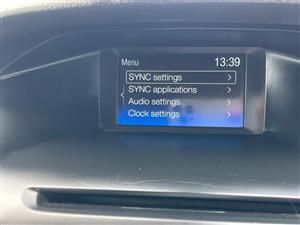 Menu 13:39
SYNC settings
SYNC applications
Audio settings
Clock settings